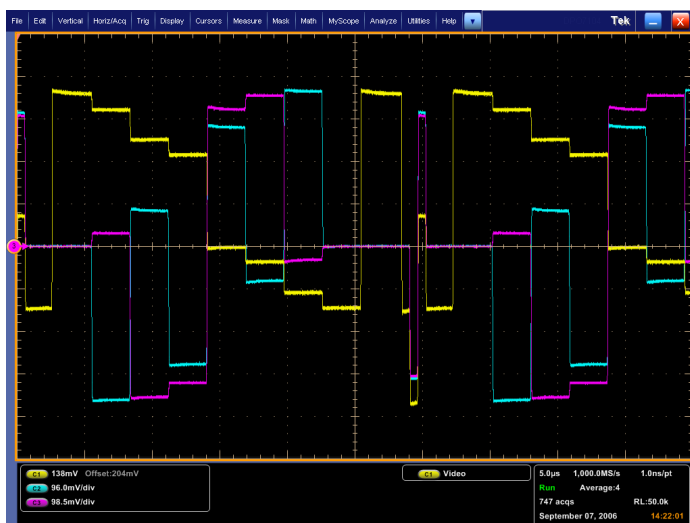 File Edit Vertical Horiz/Acq Trig Display Cursors Measure Mask Math MyScope Analyze Utilities Help Tek X
C1 138mV Offset:204mV
C2 96.0mV/div
C3 98.5mV/div
C1 Video
5.0µs 1,000.0MS/s 1.0ns/pt
Run Average:4
747 acqs RL:50.0k
September 07, 2006 14:22:01